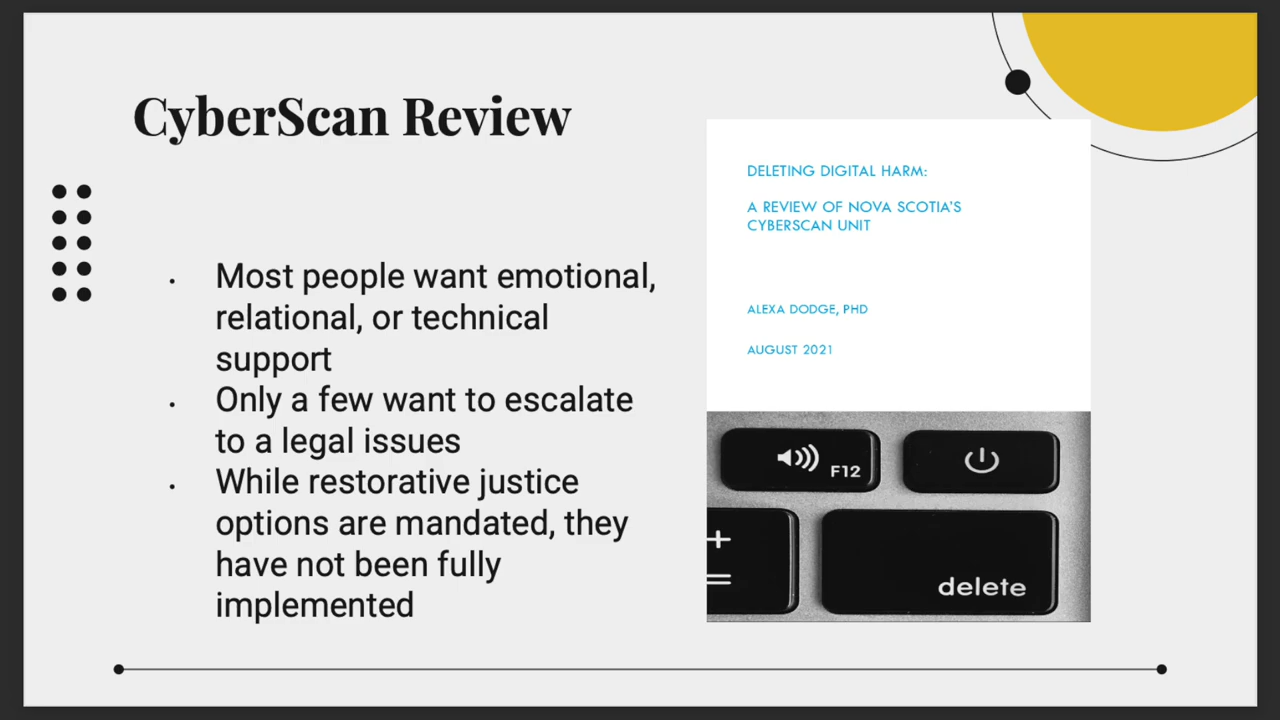 CyberScan Review
• Most people want emotional,
relational, or technical
support
• Only a few want to escalate
to a legal issues
• While restorative justice
options are mandated, they
have not been fully
implemented
DELETING DIGITAL HARM:
A REVIEW OF NOVA SCOTIA'S
CYBERSCAN UNIT
ALEXA DODGE, PHD
AUGUST 2021
F12
+
=
delete